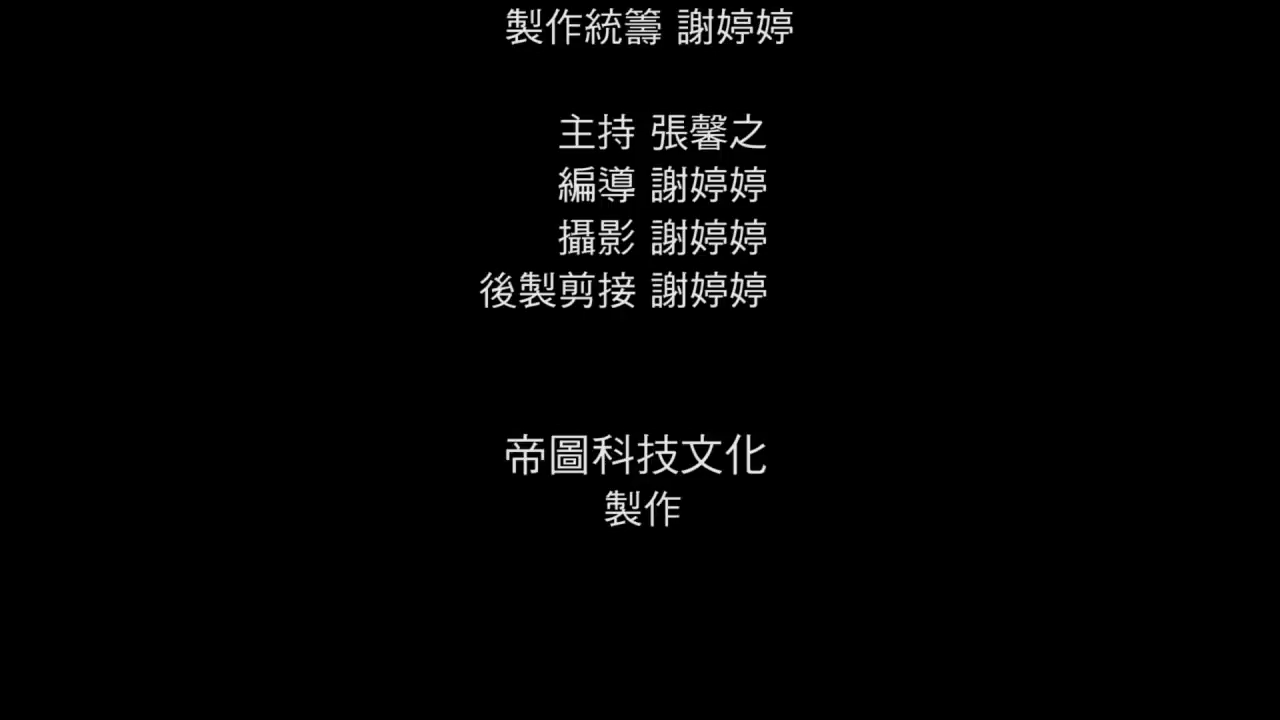 製作統籌 謝婷婷
主持 張馨之
編導 謝婷婷
攝影 謝婷婷
後製剪接 謝婷婷
帝圖科技文化
製作